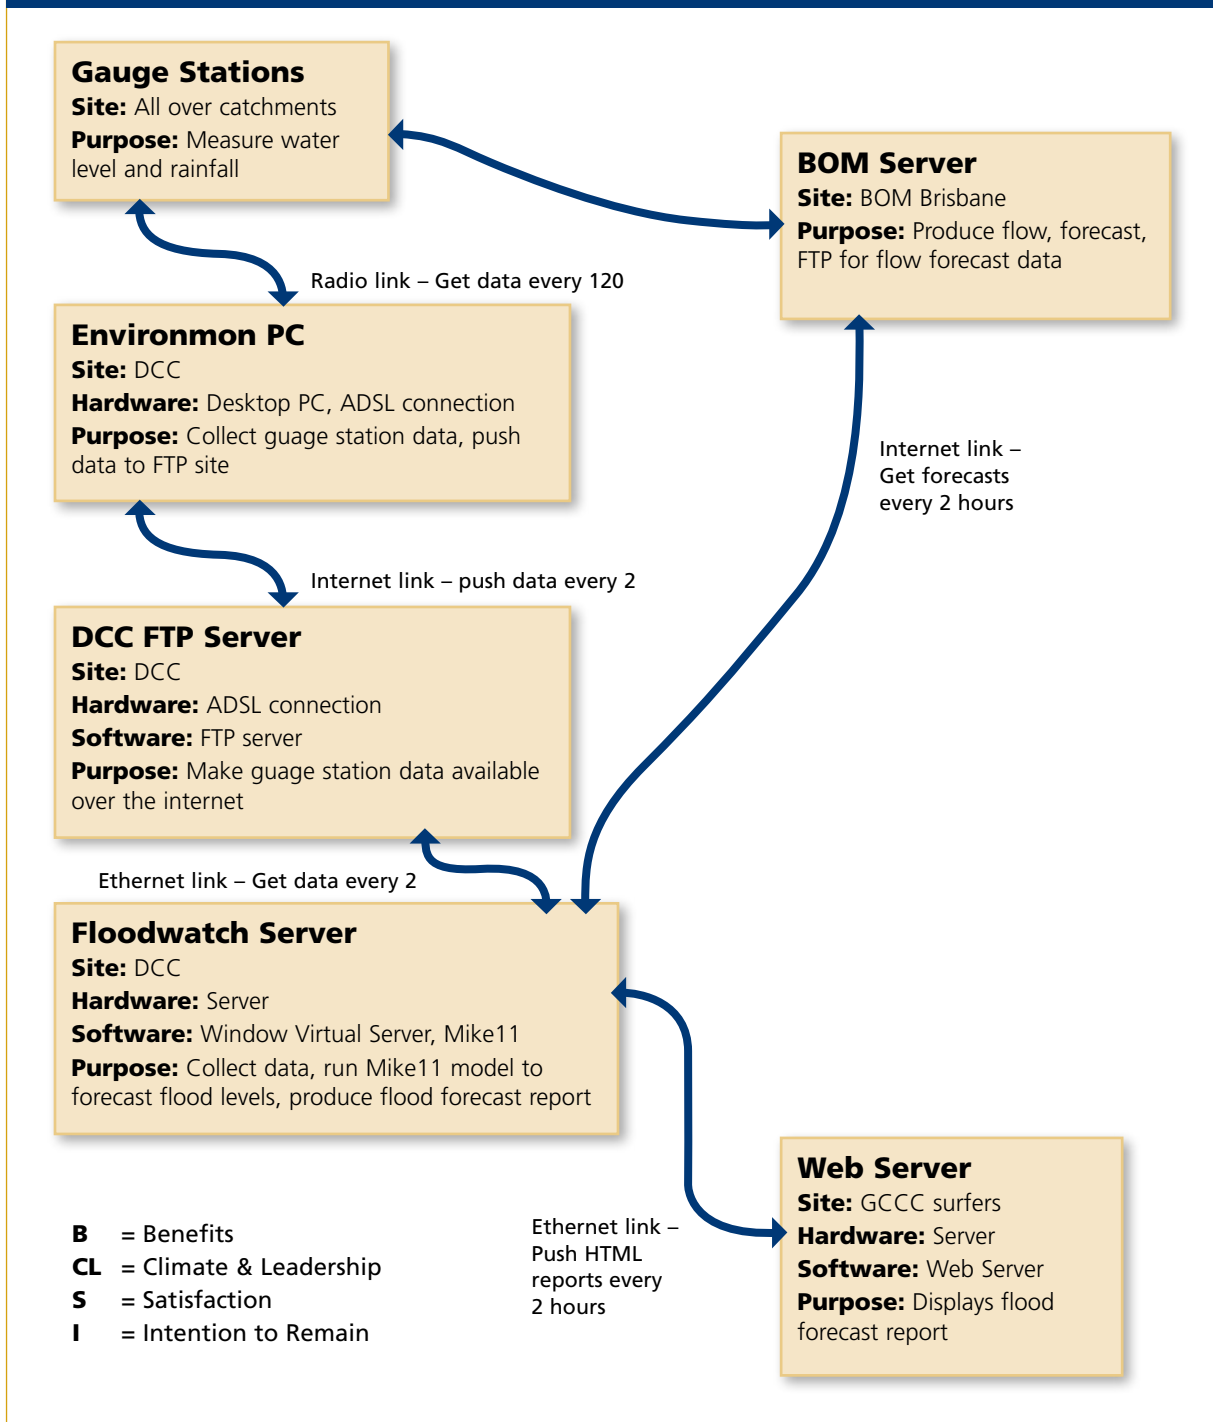 Gauge Stations
Site: All over catchments
Purpose: Measure water
level and rainfall
BOM Server
Site: BOM Brisbane
Purpose: Produce flow, forecast,
FTP for flow forecast data
Radio link – Get data every 120
Environmon PC
Site: DCC
Hardware: Desktop PC, ADSL connection
Purpose: Collect guage station data, push
data to FTP site
Internet link –
Get forecasts
every 2 hours
Internet link – push data every 2
DCC FTP Server
Site: DCC
Hardware: ADSL connection
Software: FTP server
Purpose: Make guage station data available
over the internet
Ethernet link – Get data every 2
Floodwatch Server
Site: DCC
Hardware: Server
Software: Window Virtual Server, Mike11
Purpose: Collect data, run Mike11 model to
forecast flood levels, produce flood forecast report
Web Server
Site: GCCC surfers
Hardware: Server
Software: Web Server
Purpose: Displays flood
forecast report
Ethernet link –
Push HTML
reports every
2 hours
B = Benefits
CL = Climate & Leadership
S = Satisfaction
I = Intention to Remain